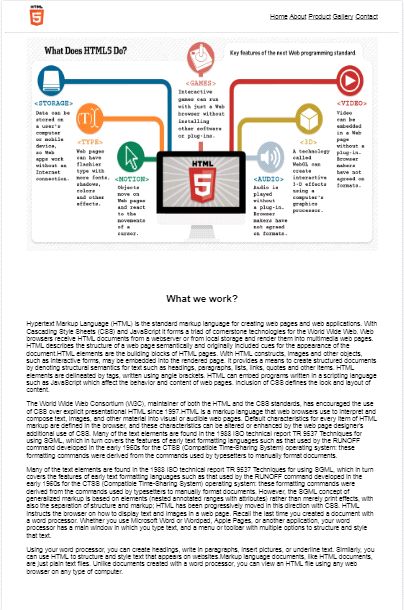 HTML
5
Home About Product Gallery Contact
What Does HTML5 Do?
Key features of the next Web programming standard.
<GAMES>
Interactive
games can run
with just a Web
browser without
installing
other software
or plug-ins.
<STORAGE>
Data can be
stored on
a user's
computer
or mobile
device,
so Web
apps work
without an
Internet
connection.
<TYPE>
Web pages
can have
flashier
type with
more fonts,
shadows,
colors
and other
effects.
<MOTION>
Objects
move on
Web pages
and react
to the
movements
of a
cursor.
HTML
5
<AUDIO>
Audio is
played
without
a plug-in.
Browser
makers have
not agreed
on formats.
<3D>
A technology
called
WebGL can
create
interactive
3-D effects
using a
computer's
graphics
processor.
<VIDEO>
Video
can be
embedded
in a Web
page
without a
plug-in.
Browser
makers
have not
agreed on
formats.
What we work?
Hypertext Markup Language (HTML) is the standard markup language for creating web pages and web applications. With
Cascading Style Sheets (CSS) and JavaScript it forms a triad of cornerstone technologies for the World Wide Web. Web
browsers receive HTML documents from a webserver or from local storage and render them into multimedia web pages.
HTML describes the structure of a web page semantically and originally included cues for the appearance of the
document.HTML elements are the building blocks of HTML pages. With HTML constructs, images and other objects,
such as interactive forms, may be embedded into the rendered page. It provides a means to create structured documents
by denoting structural semantics for text such as headings, paragraphs, lists, links, quotes and other items. HTML
elements are delineated by tags, written using angle brackets. HTML can embed programs written in a scripting language
such as JavaScript which affect the behavior and content of web pages. Inclusion of CSS defines the look and layout of
content.
The World Wide Web Consortium (W3C), maintainer of both the HTML and the CSS standards, has encouraged the use
of CSS over explicit presentational HTML since 1997.HTML is a markup language that web browsers use to interpret and
compose text, images, and other material into visual or audible web pages. Default characteristics for every item of HTML
markup are defined in the browser, and these characteristics can be altered or enhanced by the web page designer's
additional use of CSS. Many of the text elements are found in the 1988 ISO technical report TR 9537 Techniques for
using SGML, which in turn covers the features of early text formatting languages such as that used by the RUNOFF
command developed in the early 1960s for the CTSS (Compatible Time-Sharing System) operating system: these
formatting commands were derived from the commands used by typesetters to manually format documents.
Many of the text elements are found in the 1988 ISO technical report TR 9537 Techniques for using SGML, which in turn
covers the features of early text formatting languages such as that used by the RUNOFF command developed in the
early 1960s for the CTSS (Compatible Time-Sharing System) operating system: these formatting commands were
derived from the commands used by typesetters to manually format documents. However, the SGML concept of
generalized markup is based on elements (nested annotated ranges with attributes) rather than merely print effects, with
also the separation of structure and markup; HTML has been progressively moved in this direction with CSS. HTML
instructs the browser on how to display text and images in a web page. Recall the last time you created a document with
a word processor. Whether you use Microsoft Word or Wordpad, Apple Pages, or another application, your word
processor has a main window in which you type text, and a menu or toolbar with multiple options to structure and style
that text.
Using your word processor, you can create headings, write in paragraphs, insert pictures, or underline text. Similarly, you
can use HTML to structure and style text that appears on websites.Markup language documents, like HTML documents,
are just plain text files. Unlike documents created with a word processor, you can view an HTML file using any web
browser on any type of computer.